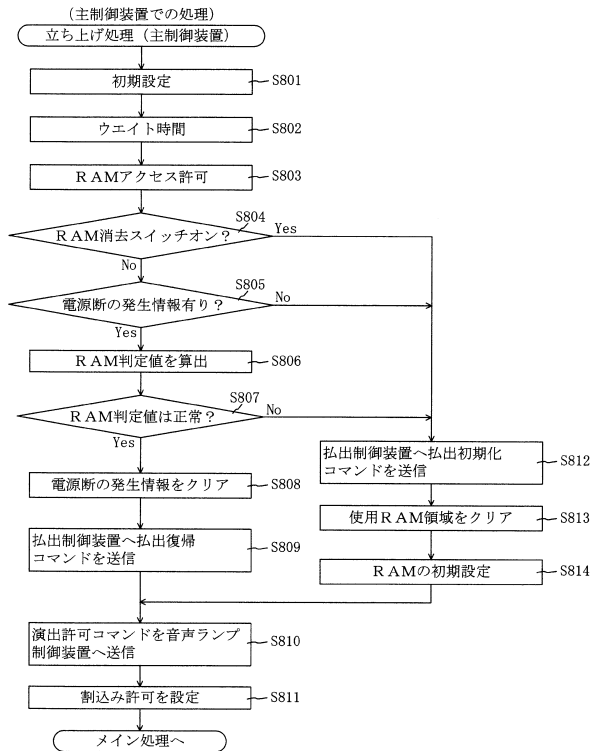 （主制御装置での処理）
立ち上げ処理（主制御装置）
初期設定
S801
ウエイト時間
S802
ＲＡＭアクセス許可
S803
S804
ＲＡＭ消去スイッチオン？
Yes
No
S805
電源断の発生情報有り？
No
Yes
ＲＡＭ判定値を算出
S806
S807
ＲＡＭ判定値は正常？
No
Yes
電源断の発生情報をクリア
S808
払出制御装置へ払出復帰
コマンドを送信
S809
払出制御装置へ払出初期化
コマンドを送信
S812
使用ＲＡＭ領域をクリア
S813
ＲＡＭの初期設定
S814
演出許可コマンドを音声ランプ
制御装置へ送信
S810
割込み許可を設定
S811
メイン処理へ